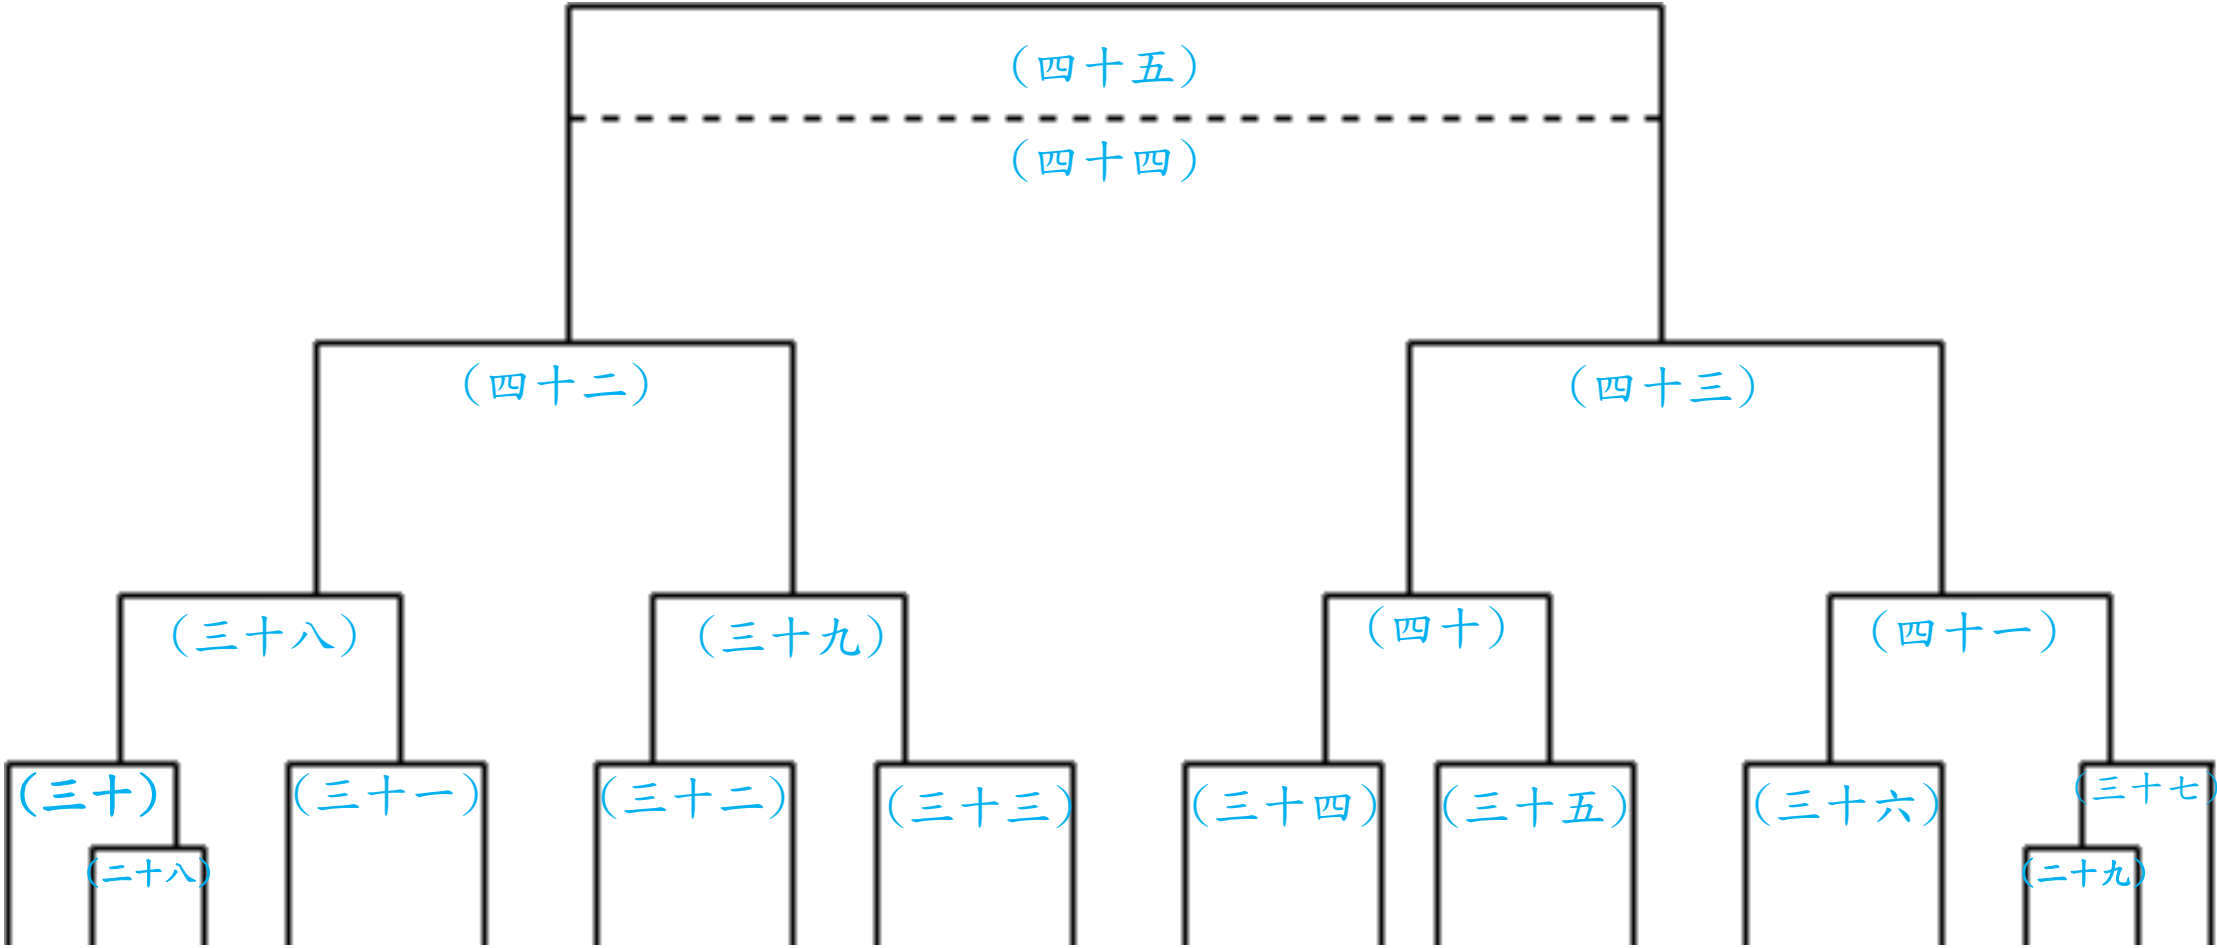 （四十五）
（四十四）
（四十二）
（四十三）
（三十八）
（三十九）
（四十）
（四十一）
（三十）
（三十一）
（三十二）
（三十三）
（三十四）
（三十五）
（三十六）
（三十七）
（二十八）
（二十九）